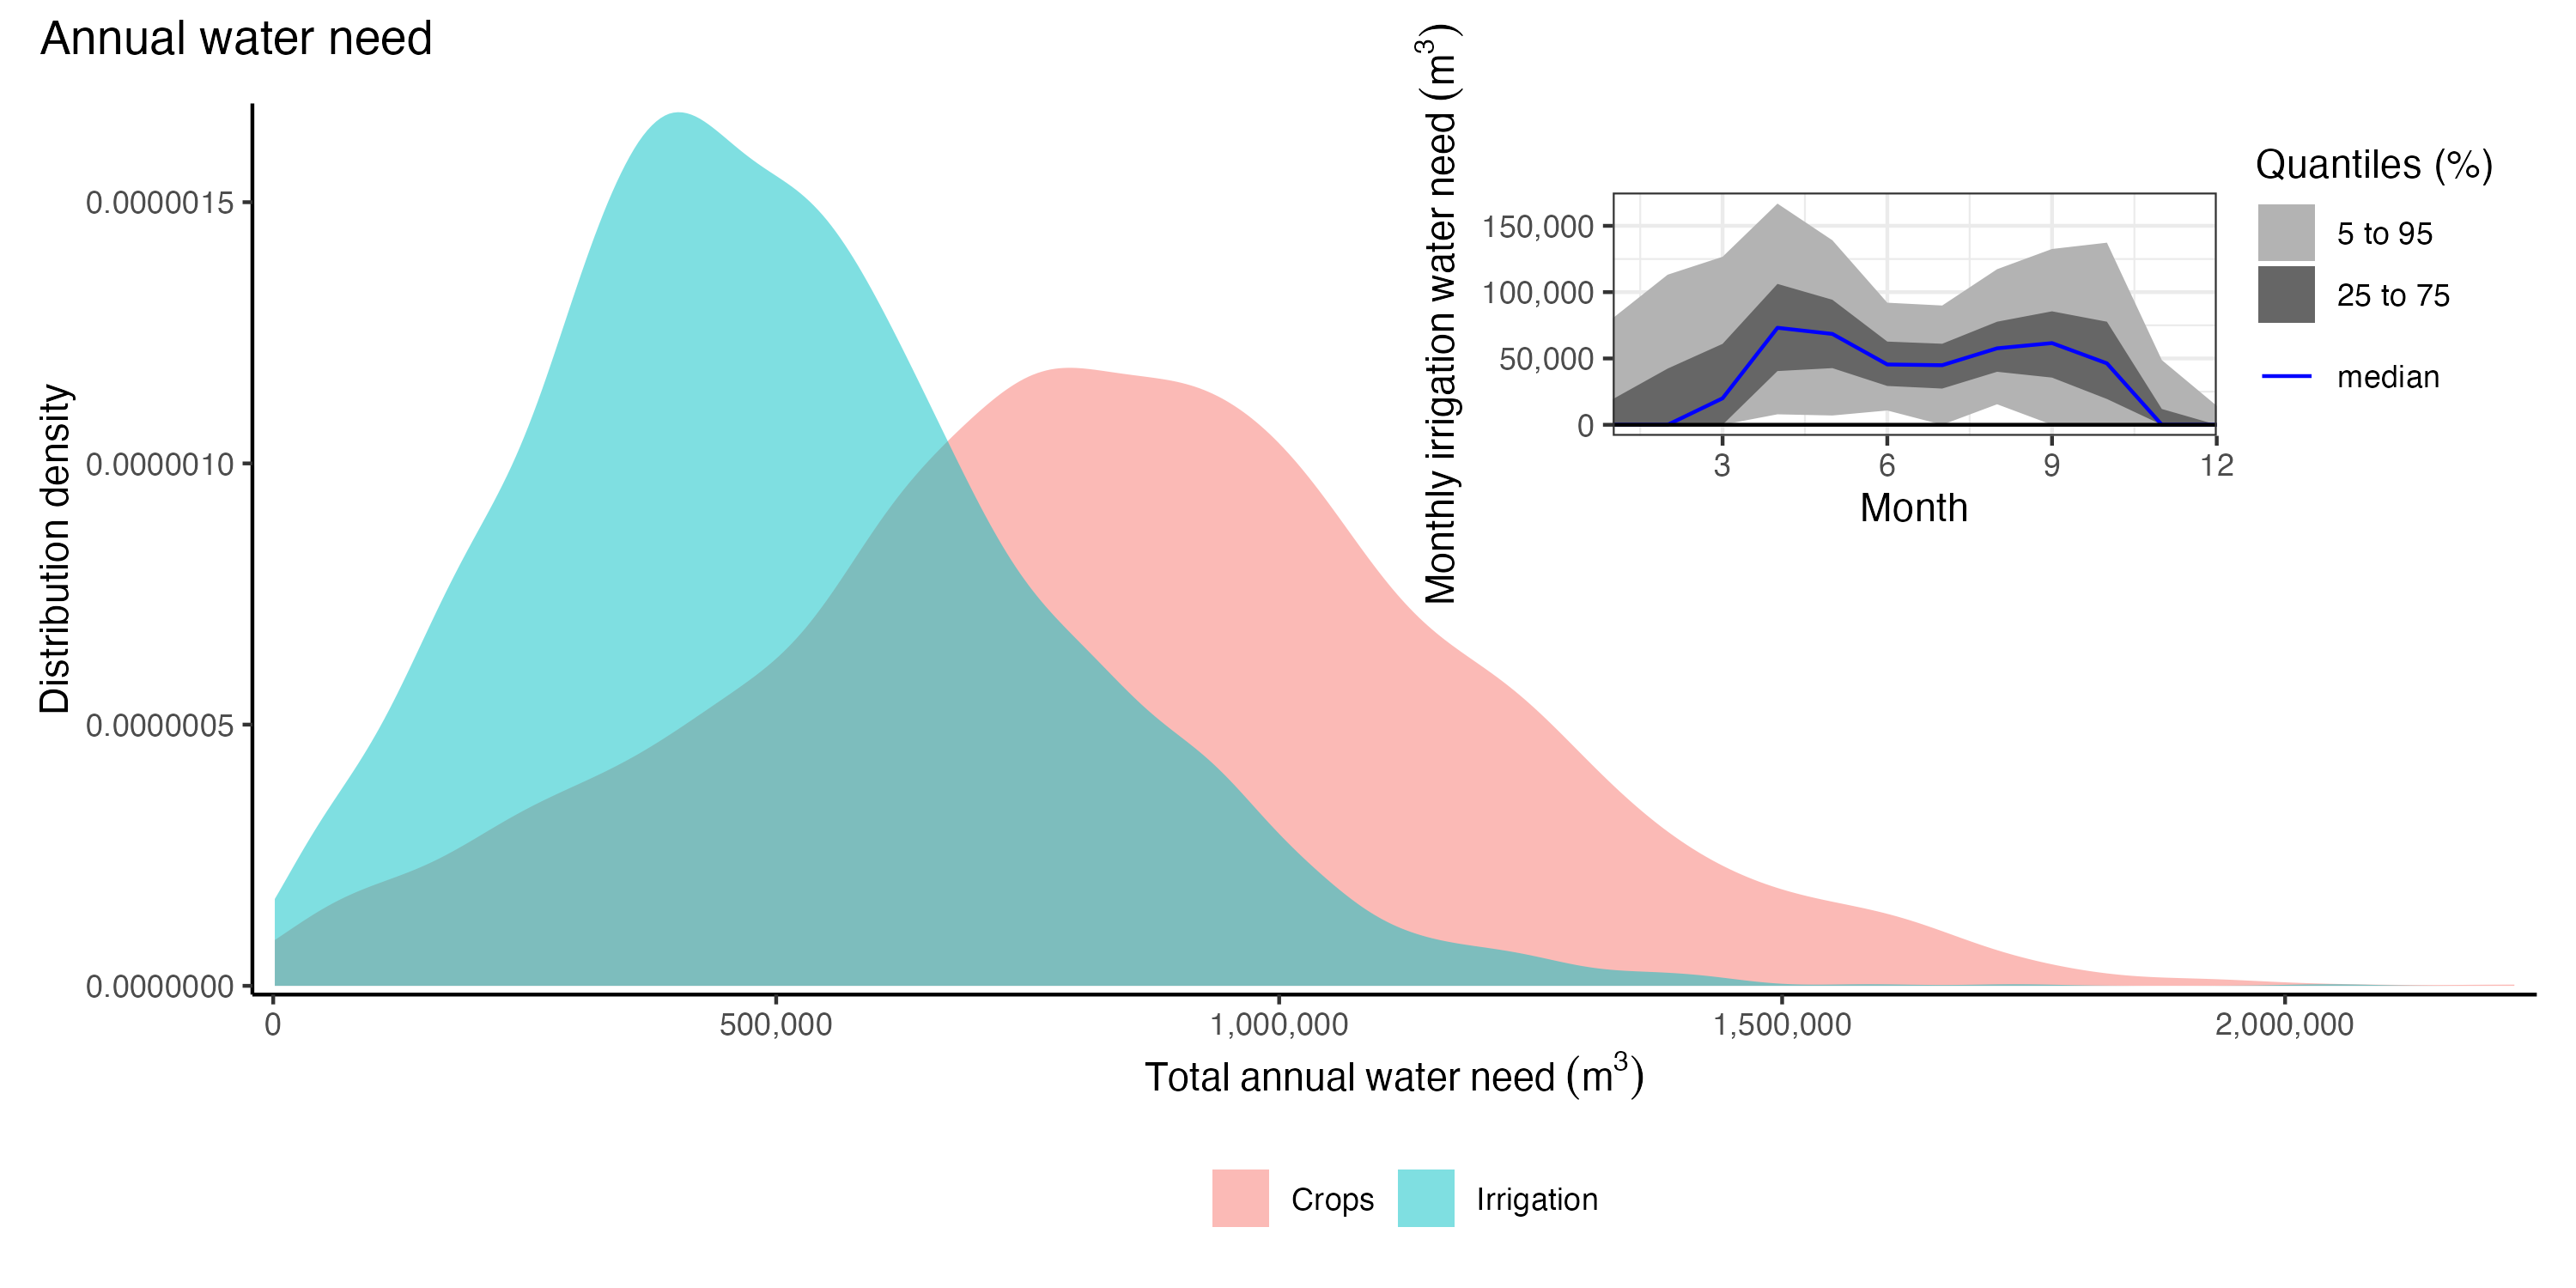 Annual water need
Distribution density
0.0000015
0.0000010
0.0000005
0.0000000
0
500,000
1,000,000
1,500,000
2,000,000
Total annual water need (m³)
Crops
Irrigation
Monthly irrigation water need (m³)
150,000
100,000
50,000
0
3
6
9
12
Month
Quantiles (%)
5 to 95
25 to 75
median